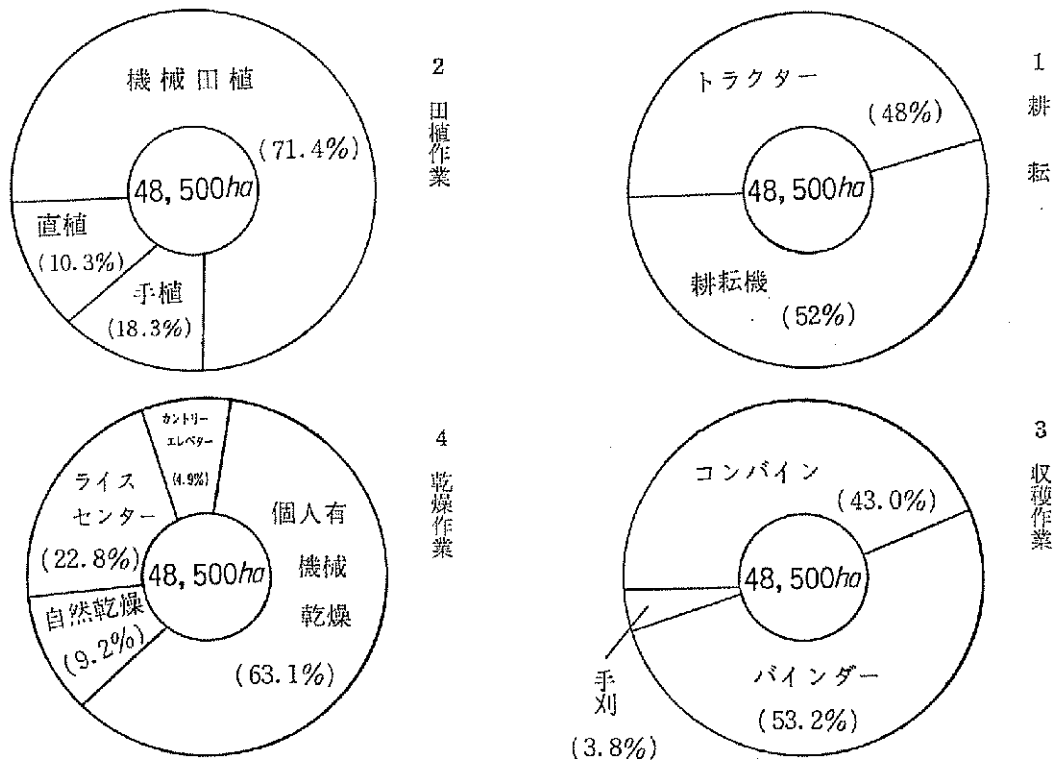 1 耕耘
トラクター
(48%)
48,500ha
耕耘機
(52%)
2 田植作業
機械田植
(71.4%)
48,500ha
直植
(10.3%)
手植
(18.3%)
3 収穫作業
コンバイン
(43.0%)
48,500ha
手刈
(3.8%)
バインダー
(53.2%)
4 乾燥作業
カントリー
エレベター
(4.9%)
ライス
センター
(22.8%)
個人有
機械
乾燥
(63.1%)
48,500ha
自然乾燥
(9.2%)